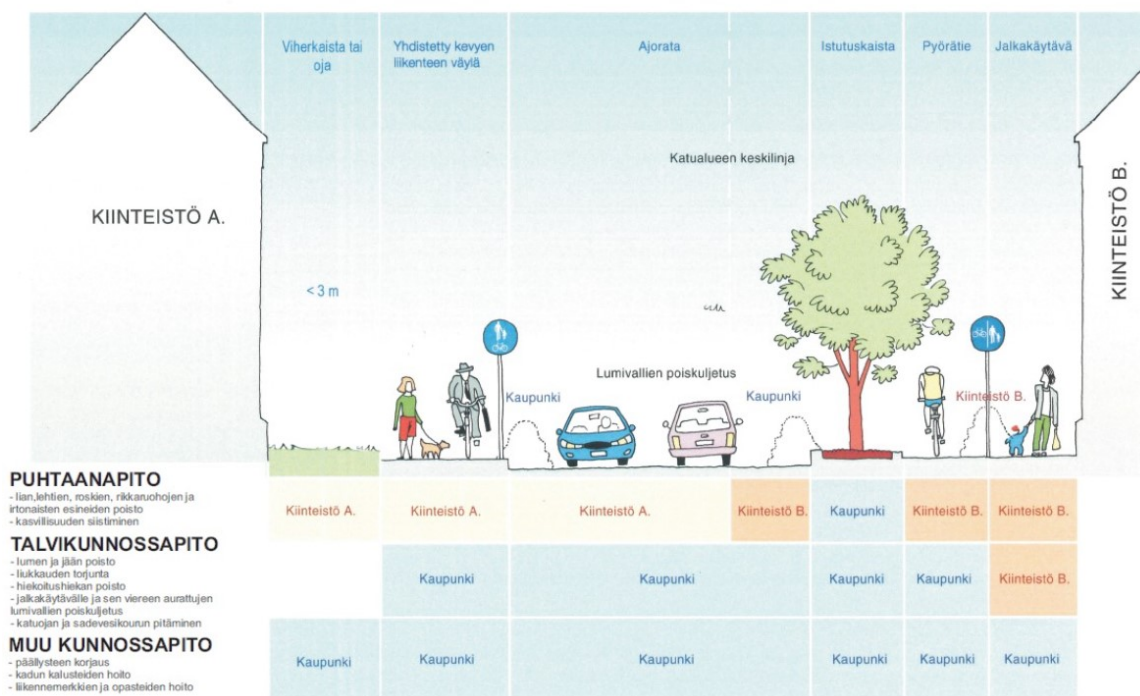 Viherkaista tai
oja
Yhdistetty kevyen
liikenteen väylä
Ajorata
Istutuskaista
Pyörätie
Jalkakäytävä
Katualueen keskilinja
KIINTEISTÖ A.
KIINTEISTÖ B.
< 3 m
Lumivallien poiskuljetus
Kaupunki
Kaupunki
Kiinteistö B.
PUHTAANAPITO
- lian,lehtien, roskien, rikkaruohojen ja
irtonaisten esineiden poisto
- kasvillisuuden siistiminen
Kiinteistö A.
Kiinteistö A.
Kiinteistö A.
Kiinteistö B.
Kaupunki
Kiinteistö B.
Kiinteistö B.
TALVIKUNNOSSAPITO
- lumen ja jään poisto
- liukkauden torjunta
- hiekoitushiekan poisto
- jalkakäytävälle ja sen viereen aurattujen
lumivallien poiskuljetus
- katuojan ja sadevesikourun pitäminen
Kaupunki
Kaupunki
Kaupunki
Kaupunki
Kiinteistö B.
MUU KUNNOSSAPITO
- päällysteen korjaus
- kadun kalusteiden hoito
- liikennemerkkien ja opasteiden hoito
Kaupunki
Kaupunki
Kaupunki
Kaupunki
Kaupunki
Kaupunki